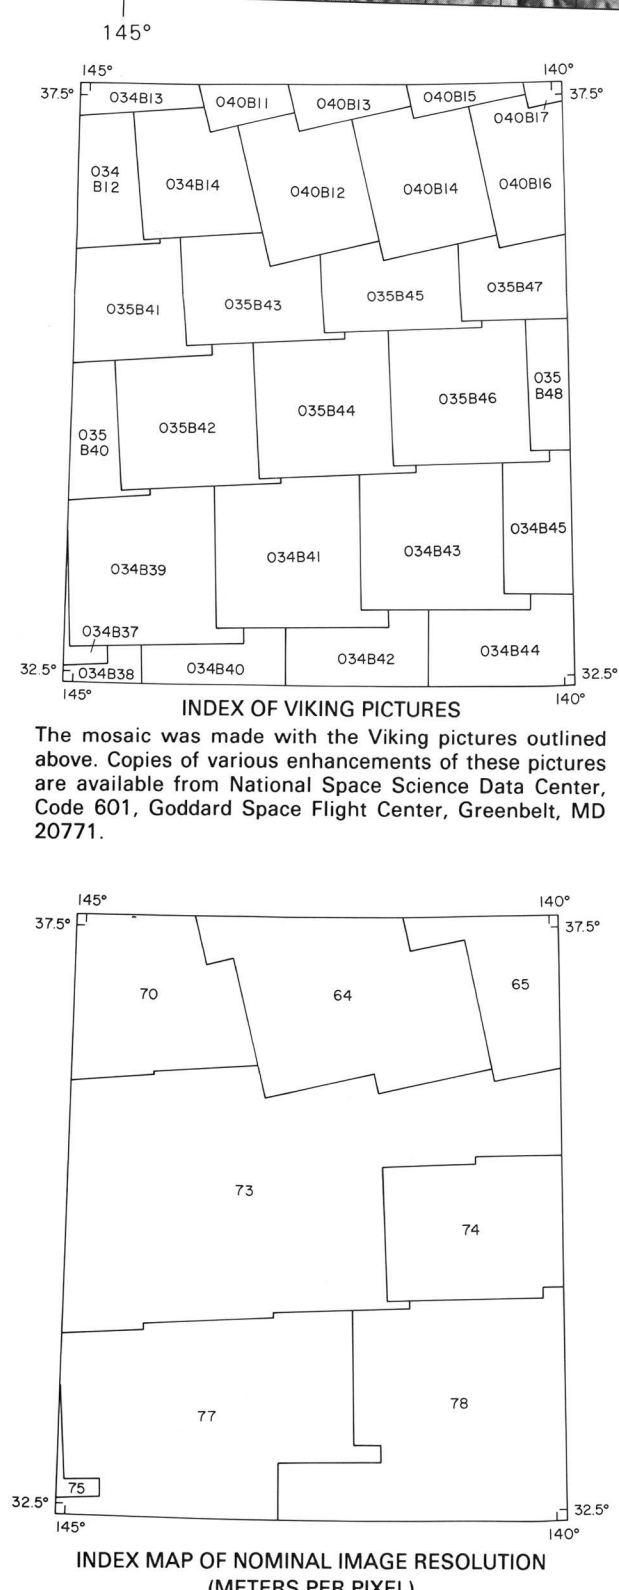 145°
145° 140°
37.5° 034B13 040B11 040B13 040B15 37.5°
040B17
034 B12 034B14 040B12 040B14 040B16
035B41 035B43 035B45 035B47
035 B40 035B42 035B44 035B46 035 B48
034B39 034B41 034B43 034B45
034B37
32.5° 034B38 034B40 034B42 034B44 32.5°
145° 140°
INDEX OF VIKING PICTURES
The mosaic was made with the Viking pictures outlined
above. Copies of various enhancements of these pictures
are available from National Space Science Data Center,
Code 601, Goddard Space Flight Center, Greenbelt, MD
20771.
145° 140°
37.5° 37.5°
70 64 65
73
74
77 78
75
32.5° 32.5°
145° 140°
INDEX MAP OF NOMINAL IMAGE RESOLUTION
(METERS PER PIXEL)